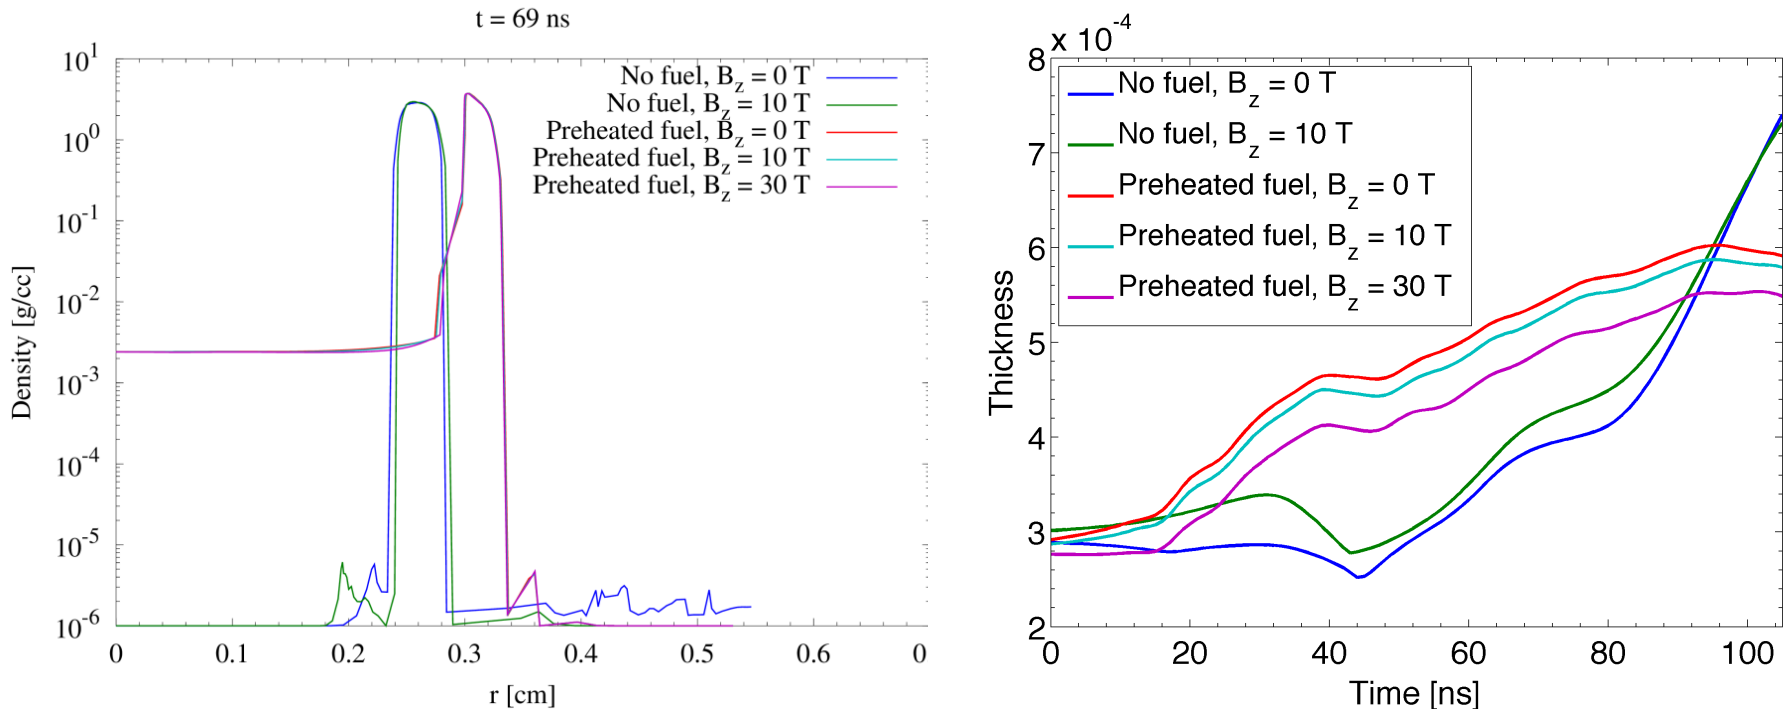 t = 69 ns
No fuel, B_z = 0 T
No fuel, B_z = 10 T
Preheated fuel, B_z = 0 T
Preheated fuel, B_z = 10 T
Preheated fuel, B_z = 30 T
10^1
10^0
10^-1
10^-2
10^-3
10^-4
10^-5
10^-6
Density [g/cc]
0 0.1 0.2 0.3 0.4 0.5 0.6 0
r [cm]
x 10^-4
No fuel, B_z = 0 T
No fuel, B_z = 10 T
Preheated fuel, B_z = 0 T
Preheated fuel, B_z = 10 T
Preheated fuel, B_z = 30 T
8
7
6
5
4
3
2
Thickness
0 20 40 60 80 100
Time [ns]